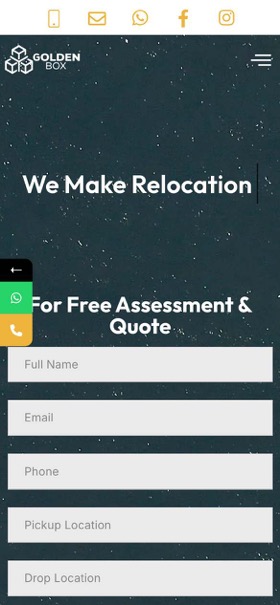 GOLDEN
BOX
We Make Relocation
For Free Assessment &
Quote
Full Name
Email
Phone
Pickup Location
Drop Location